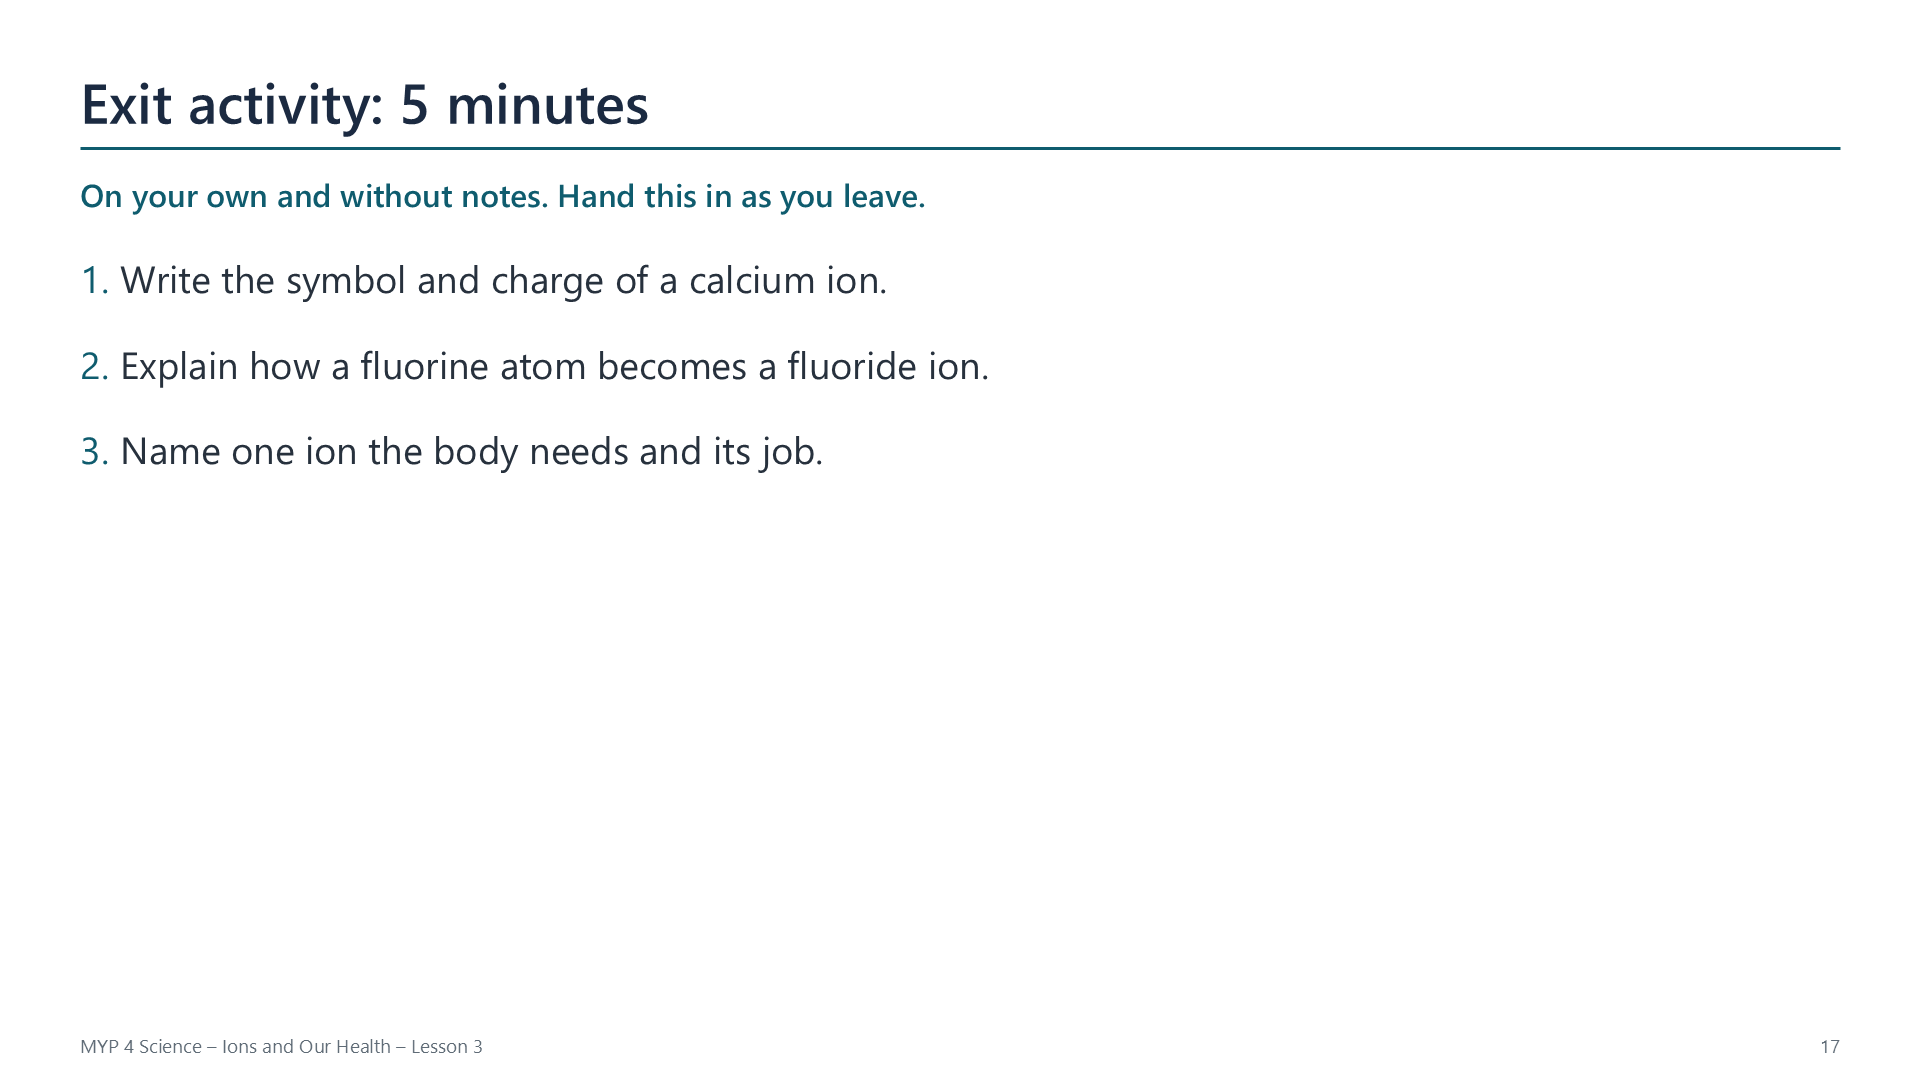 Exit activity: 5 minutes
On your own and without notes. Hand this in as you leave.
1. Write the symbol and charge of a calcium ion.
2. Explain how a fluorine atom becomes a fluoride ion.
3. Name one ion the body needs and its job.
MYP 4 Science – Ions and Our Health – Lesson 3
17